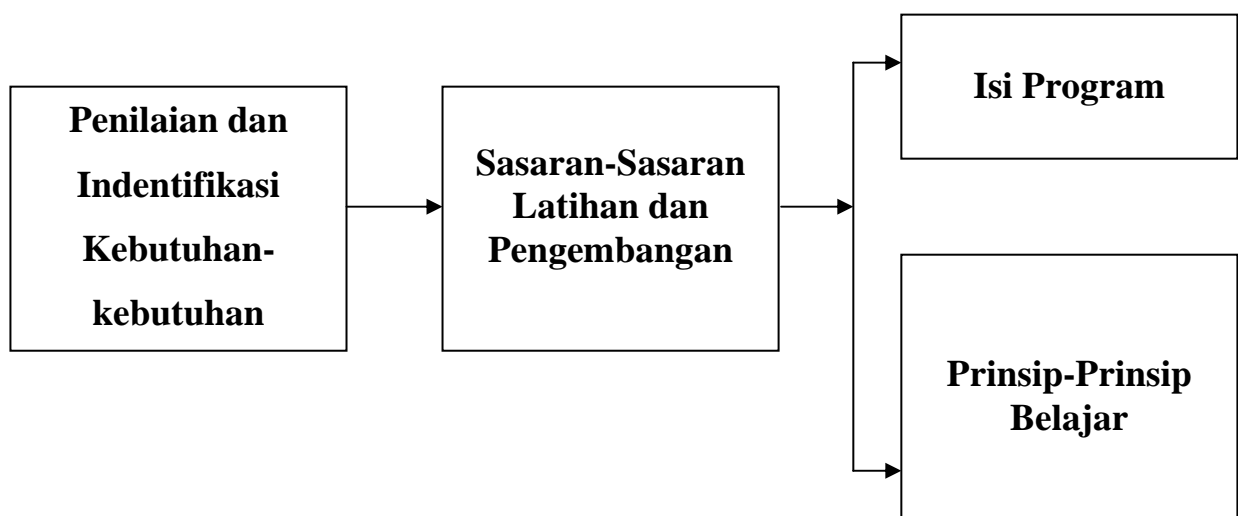 Penilaian dan
Indentifikasi
Kebutuhan-
kebutuhan
Sasaran-Sasaran
Latihan dan
Pengembangan
Isi Program
Prinsip-Prinsip
Belajar